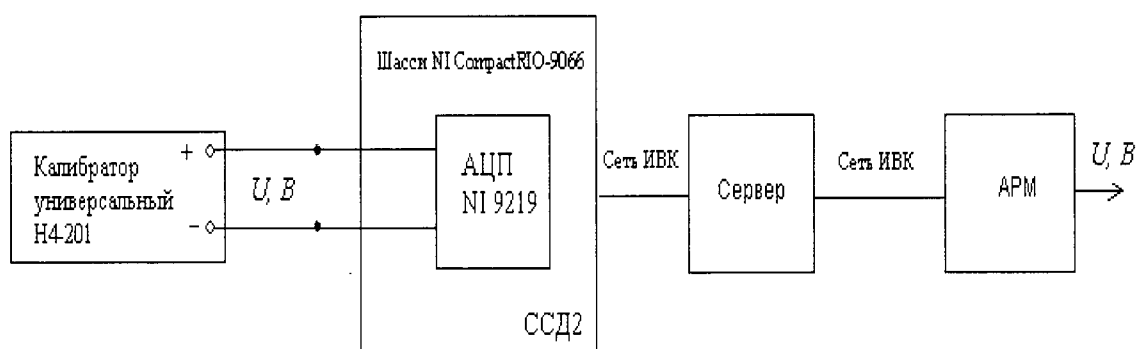 Шасси NI CompactRIO-9066
Калибратор
универсальный
Н4-201
+
−
U, В
АЦП
NI 9219
ССД2
Сеть ИВК
Сервер
Сеть ИВК
АРМ
U, В